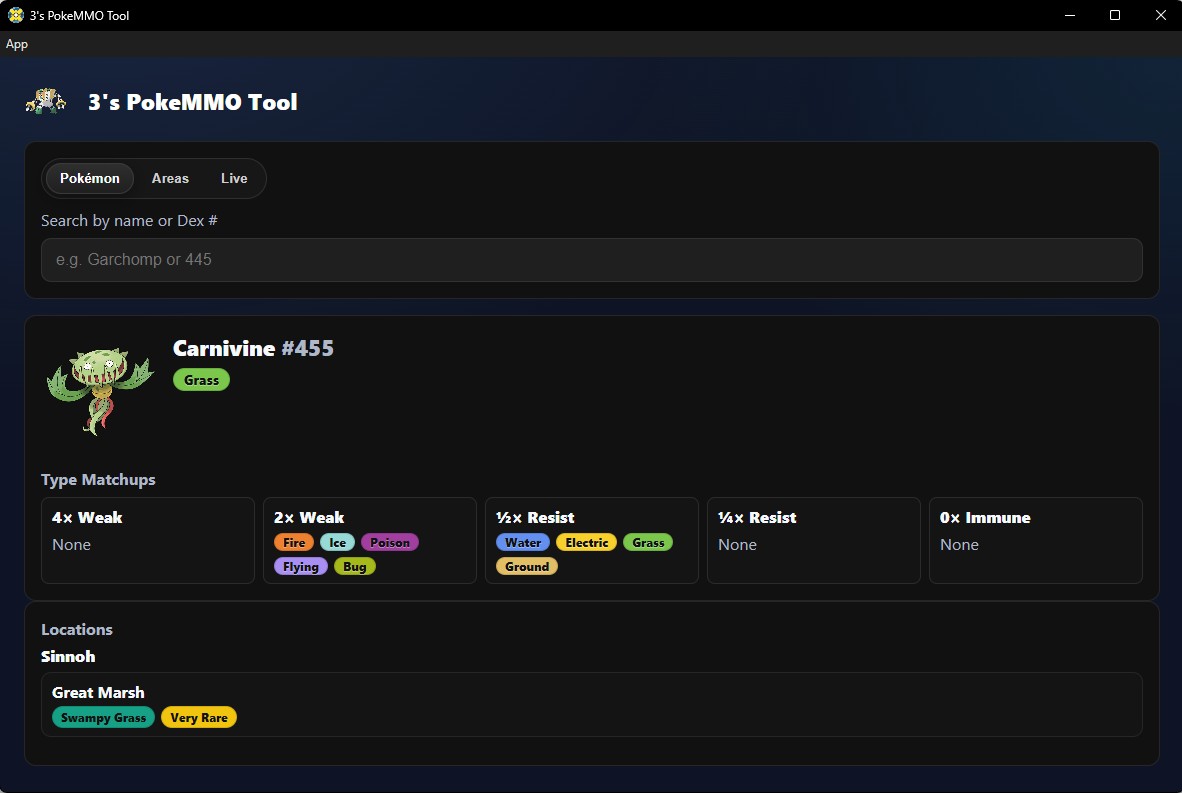 3's PokeMMO Tool
App
3's PokeMMO Tool
Pokémon Areas Live
Search by name or Dex #
e.g. Garchomp or 445
Carnivine #455
Grass
Type Matchups
4× Weak
None
2× Weak
Fire Ice Poison
Flying Bug
½× Resist
Water Electric Grass
Ground
¼× Resist
None
0× Immune
None
Locations
Sinnoh
Great Marsh
Swampy Grass Very Rare